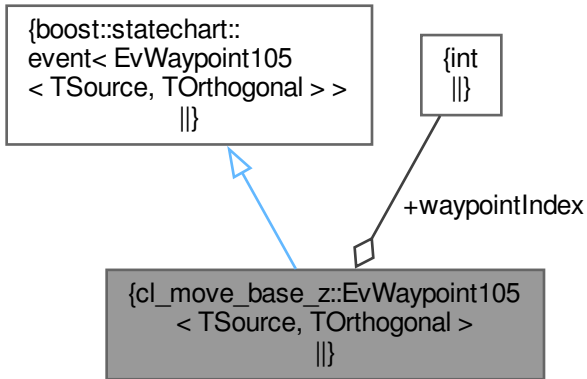 {boost::statechart::
event< EvWaypoint105
< TSource, TOrthogonal > >
||}
{int
||}
+waypointIndex
{cl_move_base_z::EvWaypoint105
< TSource, TOrthogonal >
||}